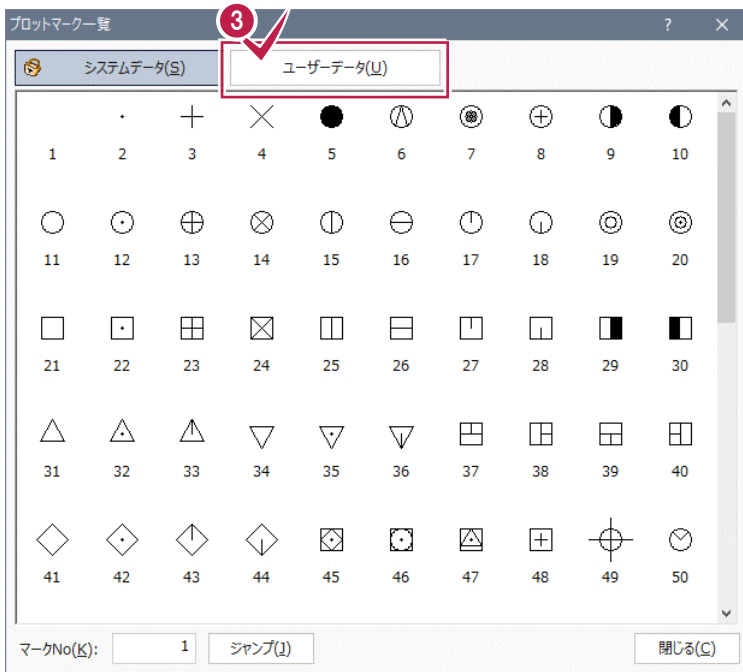 プロットマーク一覧 ? ×
3
システムデータ(S) ユーザーデータ(U)
1 2 3 4 5 6 7 8 9 10
11 12 13 14 15 16 17 18 19 20
21 22 23 24 25 26 27 28 29 30
31 32 33 34 35 36 37 38 39 40
41 42 43 44 45 46 47 48 49 50
マークNo(K): 1 ジャンプ(J) 閉じる(C)